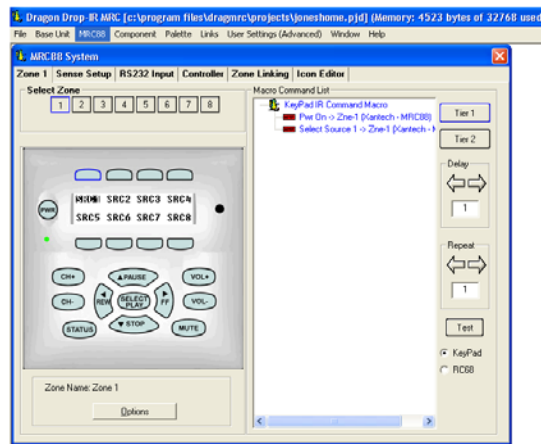 Dragon Drop-IR MRC [c:\program files\dragmrc\projects\joneshome.pjd] (Memory: 4523 bytes of 32768 used
File Base Unit MRC88 Component Palette Links User Settings (Advanced) Window Help
MRC88 System
Zone 1 Sense Setup RS232 Input Controller Zone Linking Icon Editor
Select Zone
1 2 3 4 5 6 7 8
Macro Command List
KeyPad IR Command Macro
Pwr On -> Zne-1 (Xantech - MRC88)
Select Source 1 -> Zne-1 (Xantech - M
Tier 1
Tier 2
Delay
1
Repeat
1
Test
KeyPad
RC68
PWR
SRC2 SRC3 SRC4
SRC5 SRC6 SRC7 SRC8
CH+ PAUSE VOL+
CH- REW SELECT PLAY FF VOL-
STATUS STOP MUTE
Zone Name: Zone 1
Options